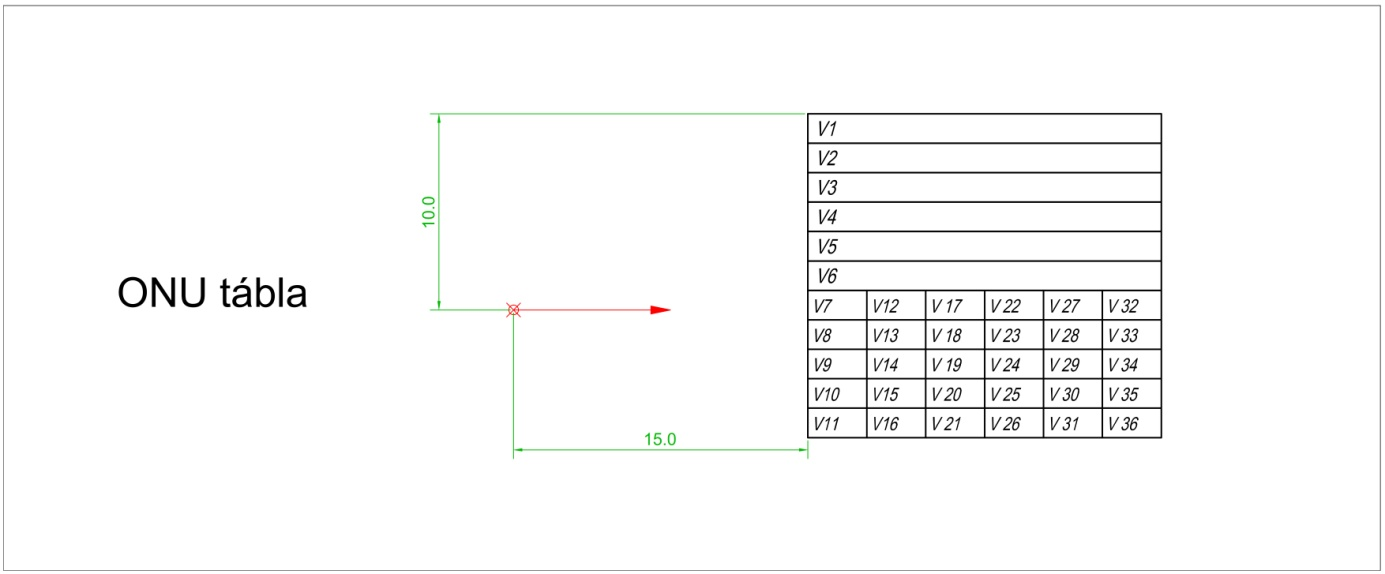 V1
V2
V3
10.0
V4
V5
ONU tábla
V6
V7 V12 V 17 V 22 V 27 V 32
V8 V13 V 18 V 23 V 28 V 33
V9 V14 V 19 V 24 V 29 V 34
V10 V15 V 20 V 25 V 30 V 35
V11 V16 V 21 V 26 V 31 V 36
15.0